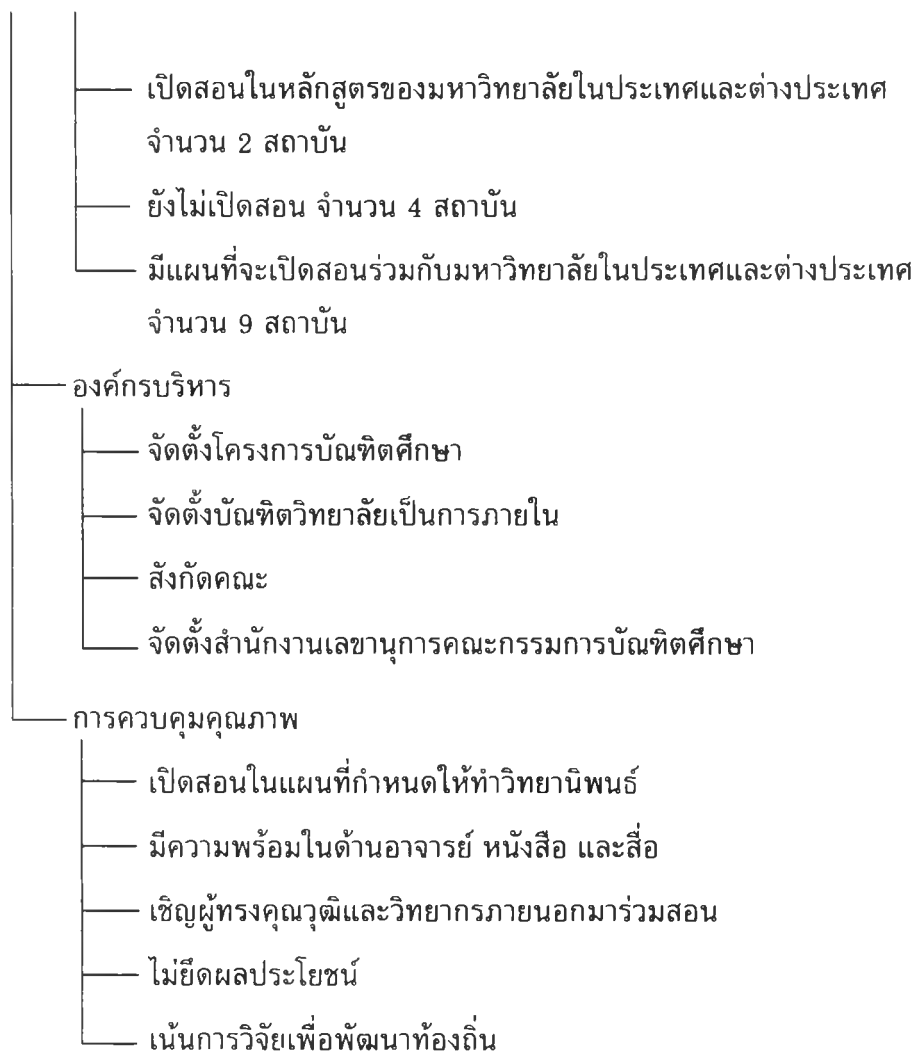 เปิดสอนในหลักสูตรของมหาวิทยาลัยในประเทศและต่างประเทศ
จำนวน 2 สถาบัน
ยังไม่เปิดสอน จำนวน 4 สถาบัน
มีแผนที่จะเปิดสอนร่วมกับมหาวิทยาลัยในประเทศและต่างประเทศ
จำนวน 9 สถาบัน
องค์กรบริหาร
จัดตั้งโครงการบัณฑิตศึกษา
จัดตั้งบัณฑิตวิทยาลัยเป็นการภายใน
สังกัดคณะ
จัดตั้งสำนักงานเลขานุการคณะกรรมการบัณฑิตศึกษา
การควบคุมคุณภาพ
เปิดสอนในแผนที่กำหนดให้ทำวิทยานิพนธ์
มีความพร้อมในด้านอาจารย์ หนังสือ และสื่อ
เชิญผู้ทรงคุณวุฒิและวิทยากรภายนอกมาร่วมสอน
ไม่ยึดผลประโยชน์
เน้นการวิจัยเพื่อพัฒนาท้องถิ่น